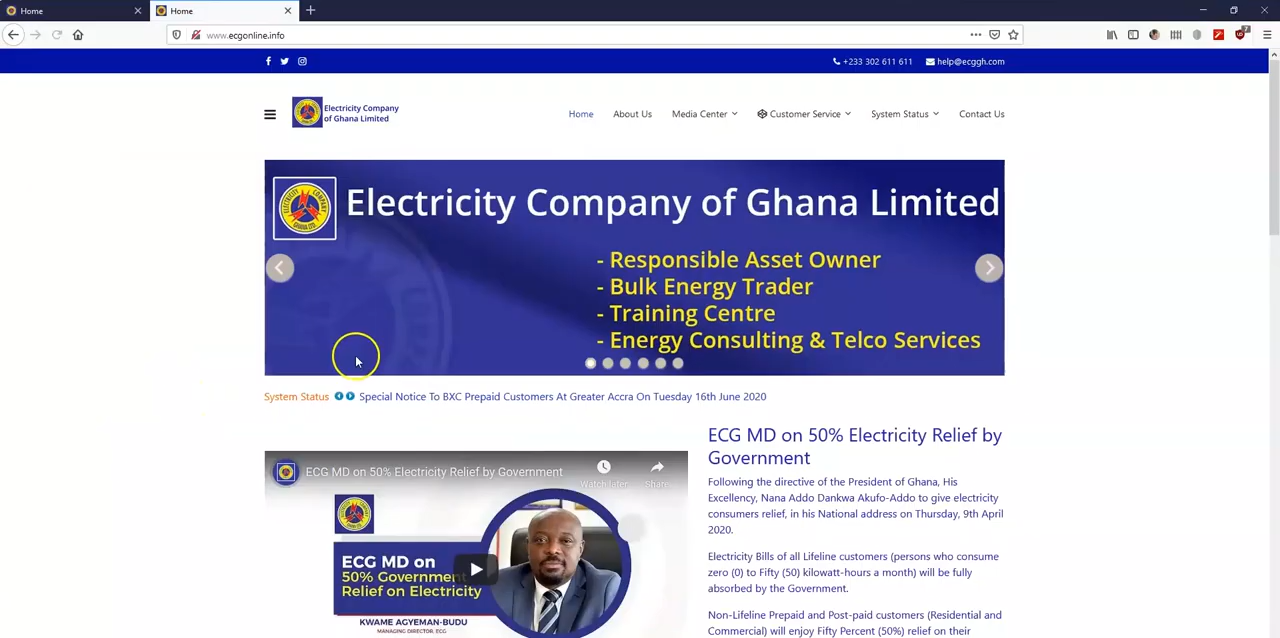 Home
Home
www.ecgonline.info
+233 302 611 611
help@ecggh.com
Electricity Company
of Ghana Limited
Home
About Us
Media Center
Customer Service
System Status
Contact Us
Electricity Company of Ghana Limited
- Responsible Asset Owner
- Bulk Energy Trader
- Training Centre
- Energy Consulting & Telco Services
System Status
Special Notice To BXC Prepaid Customers At Greater Accra On Tuesday 16th June 2020
ECG MD on 50% Electricity Relief by Government
Watch later
Share
ECG MD on
50% Government
Relief on Electricity
KWAME AGYEMAN-BUDU
MANAGING DIRECTOR, ECG
ECG MD on 50% Electricity Relief by
Government
Following the directive of the President of Ghana, His
Excellency, Nana Addo Dankwa Akufo-Addo to give electricity
consumers relief, in his National address on Thursday, 9th April
2020.
Electricity Bills of all Lifeline customers (persons who consume
zero (0) to Fifty (50) kilowatt-hours a month) will be fully
absorbed by the Government.
Non-Lifeline Prepaid and Post-paid customers (Residential and
Commercial) will enjoy Fifty Percent (50%) relief on their